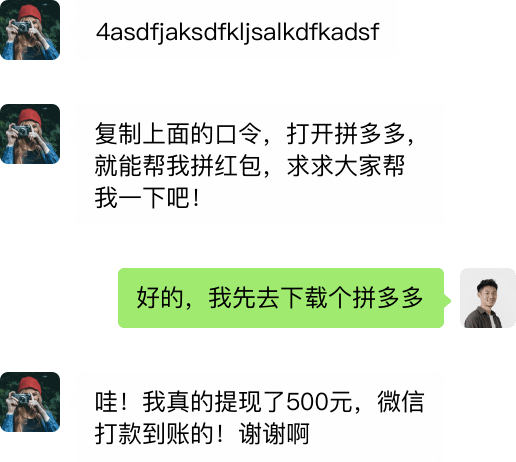 4asdfjaksdfkljsalkdfkadsf
复制上面的口令，打开拼多多，
就能帮我拼红包，求求大家帮
我一下吧！
好的，我先去下载个拼多多
哇！我真的提现了500元，微信
打款到账的！谢谢啊